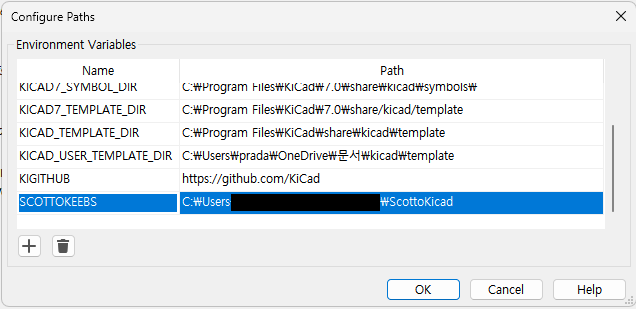 Configure Paths
Environment Variables
Name Path
KICAD7_SYMBOL_DIR C:₩Program Files₩KiCad₩7.0₩share₩kicad₩symbols₩
KICAD7_TEMPLATE_DIR C:₩Program Files₩KiCad₩7.0₩share/kicad/template
KICAD_TEMPLATE_DIR C:₩Program Files₩KiCad₩share₩kicad₩template
KICAD_USER_TEMPLATE_DIR C:₩Users₩prada₩OneDrive₩문서₩kicad₩template
KIGITHUB https://github.com/KiCad
SCOTTOKEEBS C:₩Users ₩ScottoKicad
OK Cancel Help